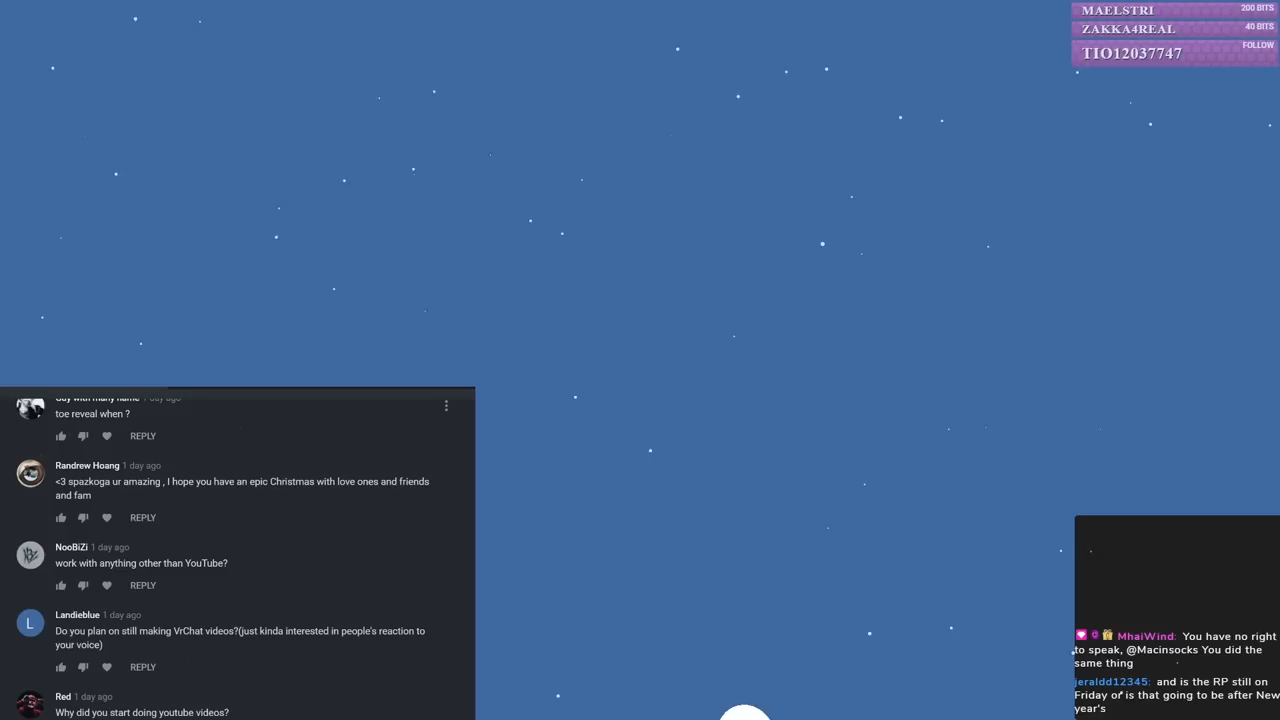 MAELSTRI 200 BITS
ZAKKA4REAL 40 BITS
TIO12037747 FOLLOW
Guy with many name 1 day ago
toe reveal when ?
REPLY
Randrew Hoang 1 day ago
<3 spazkoga ur amazing , I hope you have an epic Christmas with love ones and friends
and fam
REPLY
NooBiZi 1 day ago
work with anything other than YouTube?
REPLY
L
Landieblue 1 day ago
Do you plan on still making VrChat videos?(just kinda interested in people's reaction to
your voice)
REPLY
Red 1 day ago
Why did you start doing youtube videos?
MhaiWind: You have no right
to speak, @Macinsocks You did the
same thing
jeraldd12345: and is the RP still on
Friday or is that going to be after New
year's